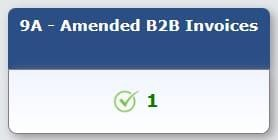 9A - Amended B2B Invoices
1